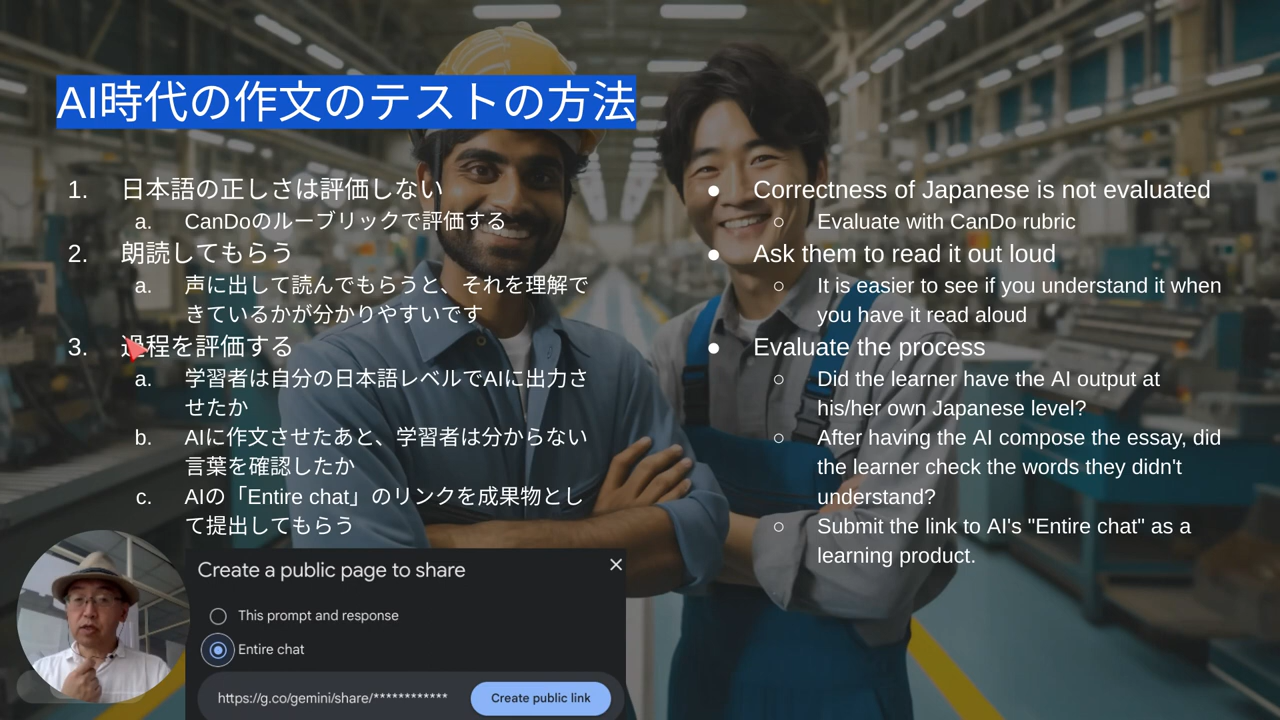 AI時代の作文のテストの方法
1. 日本語の正しさは評価しない
a. CanDoのルーブリックで評価する
2. 朗読してもらう
a. 声に出して読んでもらうと、それを理解で
きているかが分かりやすいです
3. 過程を評価する
a. 学習者は自分の日本語レベルでAIに出力さ
せたか
b. AIに作文させたあと、学習者は分からない
言葉を確認したか
c. AIの「Entire chat」のリンクを成果物とし
て提出してもらう
● Correctness of Japanese is not evaluated
○ Evaluate with CanDo rubric
● Ask them to read it out loud
○ It is easier to see if you understand it when
you have it read aloud
● Evaluate the process
○ Did the learner have the AI output at
his/her own Japanese level?
○ After having the AI compose the essay, did
the learner check the words they didn't
understand?
○ Submit the link to AI's "Entire chat" as a
learning product.
Create a public page to share
This prompt and response
Entire chat
https://g.co/gemini/share/************
Create public link